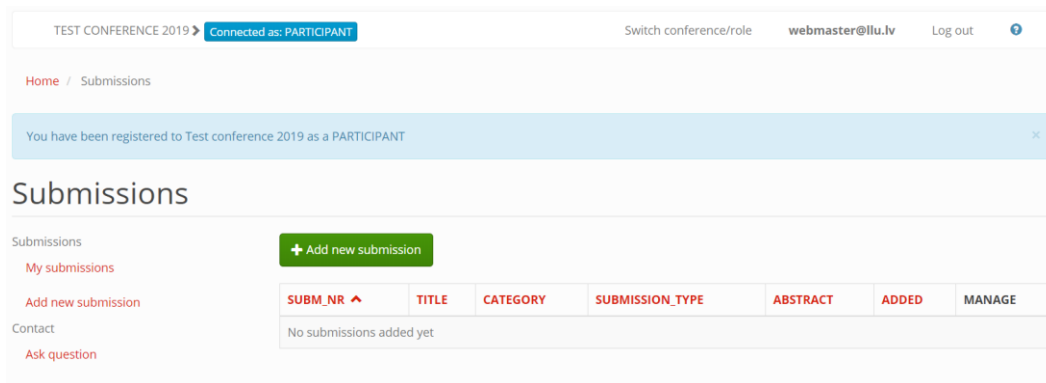 TEST CONFERENCE 2019 Connected as: PARTICIPANT Switch conference/role webmaster@llu.lv Log out ?
Home / Submissions
You have been registered to Test conference 2019 as a PARTICIPANT ×
Submissions
Submissions
My submissions
Add new submission
Contact
Ask question
+ Add new submission
SUBM_NR TITLE CATEGORY SUBMISSION_TYPE ABSTRACT ADDED MANAGE
No submissions added yet